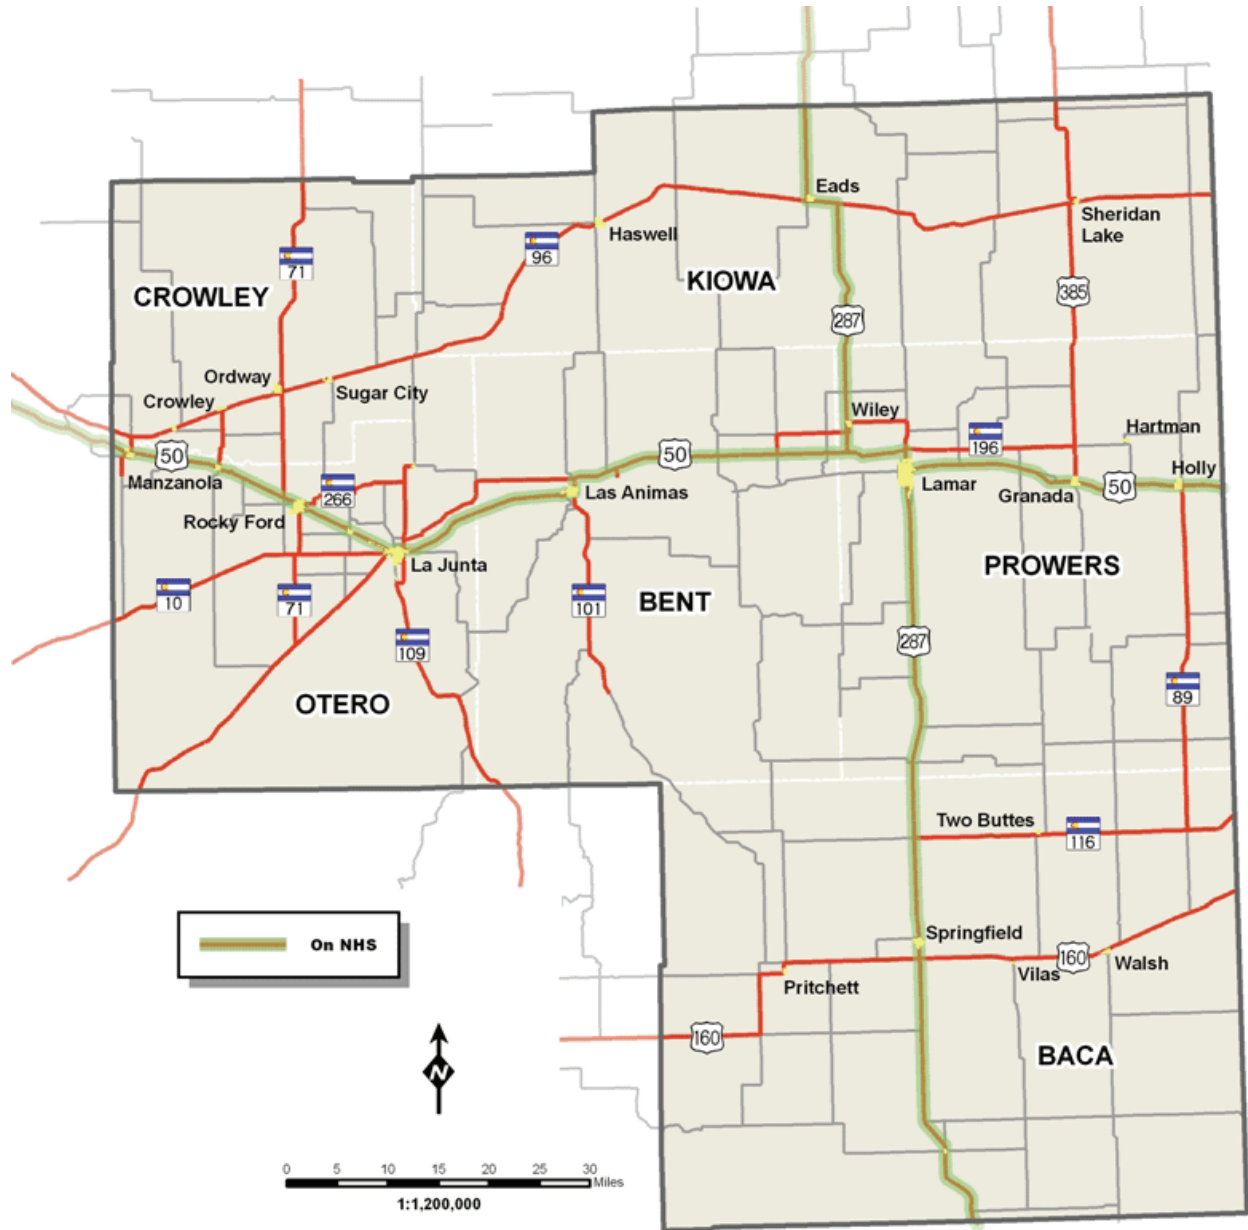 Eads
Sheridan
Lake
Haswell
96
71
KIOWA
CROWLEY
385
287
Ordway
Sugar City
Crowley
Wiley
Hartman
196
50
50
Manzanola
266
Las Animas
Lamar
Granada
50
Holly
Rocky Ford
La Junta
PROWERS
10
71
101
BENT
109
287
OTERO
89
Two Buttes
116
On NHS
Springfield
160
Vilas
Walsh
Pritchett
160
N
BACA
0 5 10 15 20 25 30
Miles
1:1,200,000